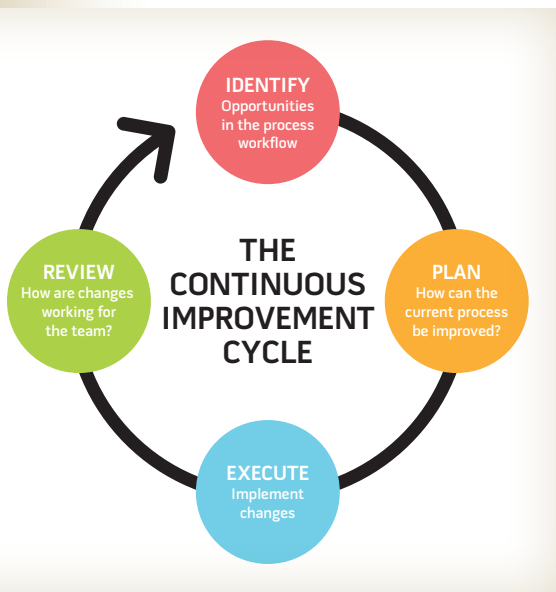 IDENTIFY
Opportunities
in the process
workflow
PLAN
How can the
current process
be improved?
EXECUTE
Implement
changes
REVIEW
How are changes
working for
the team?
THE
CONTINUOUS
IMPROVEMENT
CYCLE